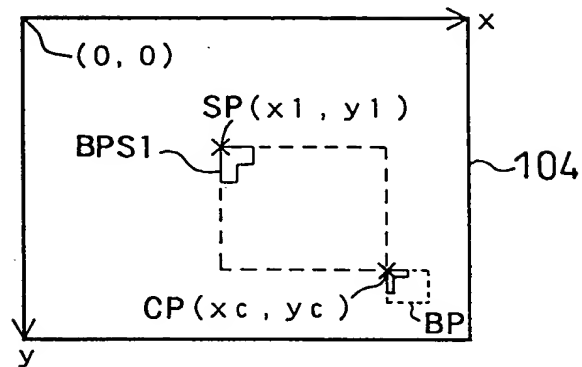 x
(0, 0)
SP(x1, y1)
BPS1
104
CP(xc, yc)
BP
y